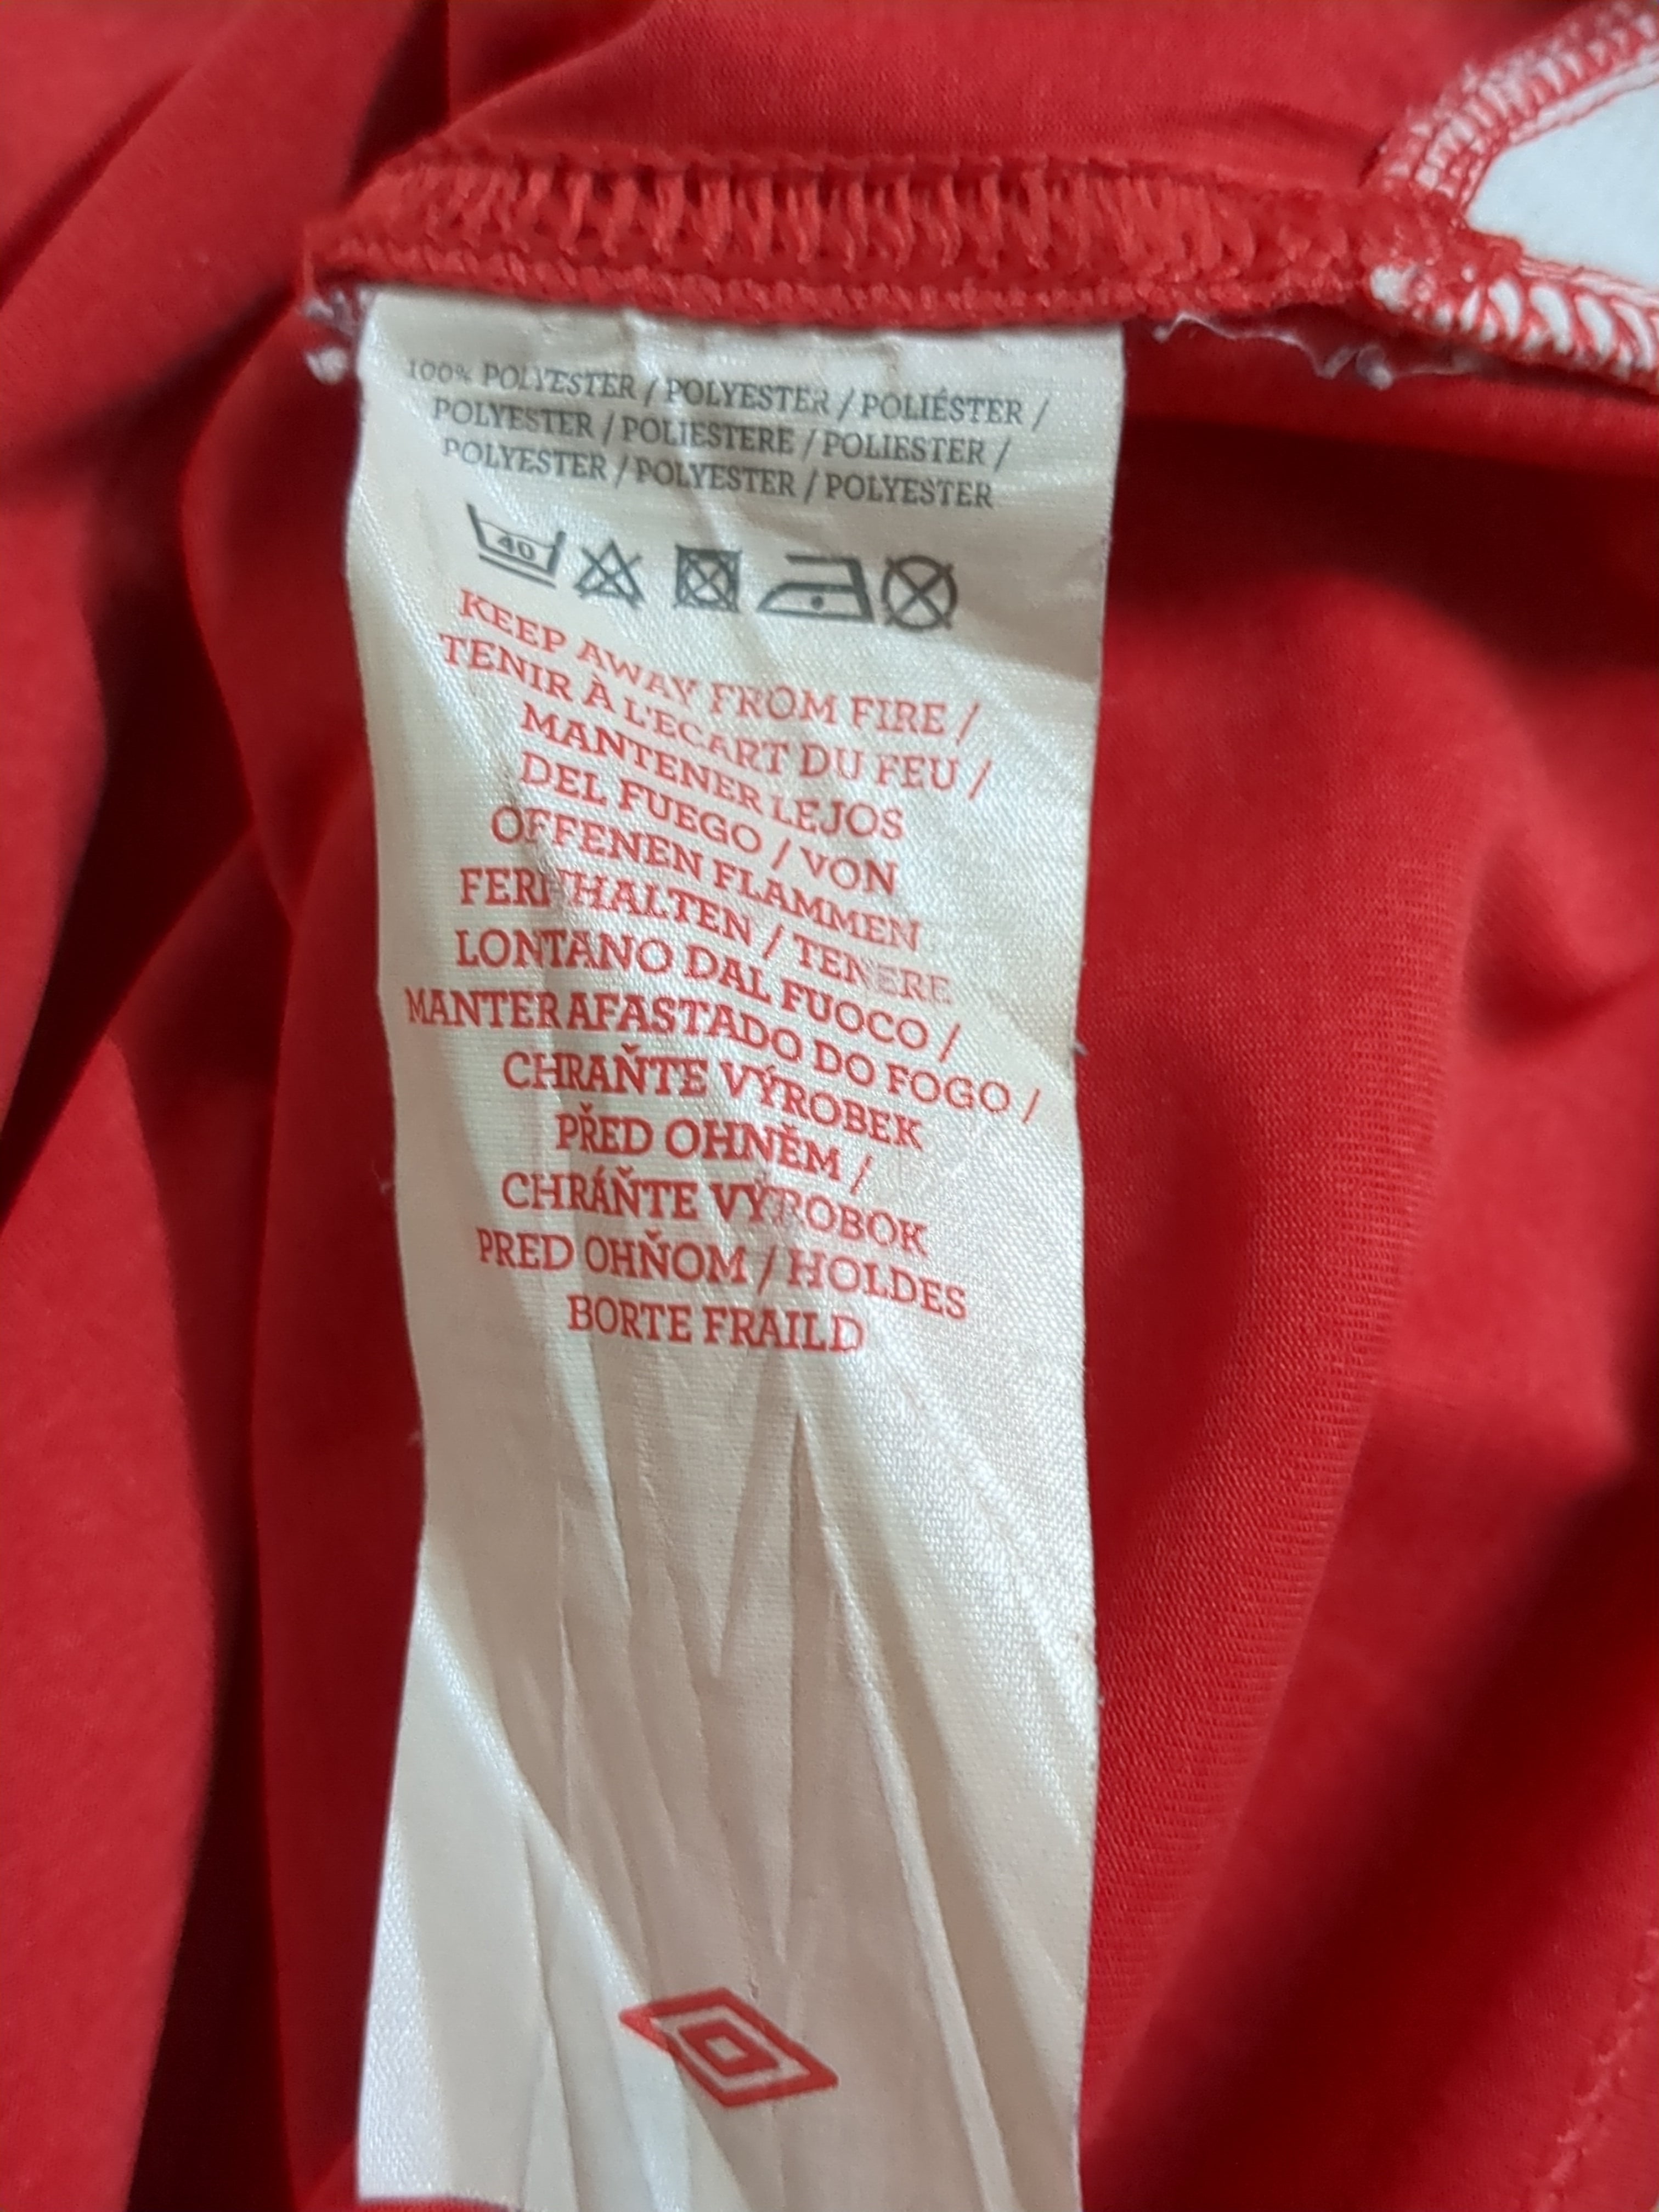 100% POLYESTER / POLYESTER / POLIÉSTER /
POLYESTER / POLIESTERE / POLIESTER /
POLYESTER / POLYESTER / POLYESTER
40
KEEP AWAY FROM FIRE /
TENIR À L'ECART DU FEU /
MANTENER LEJOS
DEL FUEGO / VON
OFFENEN FLAMMEN
FERNHALTEN / TENERE
LONTANO DAL FUOCO /
MANTER AFASTADO DO FOGO /
CHRAŇTE VÝROBEK
PŘED OHNĚM /
CHRÁŇTE VÝROBOK
PRED OHŇOM / HOLDES
BORTE FRAILD